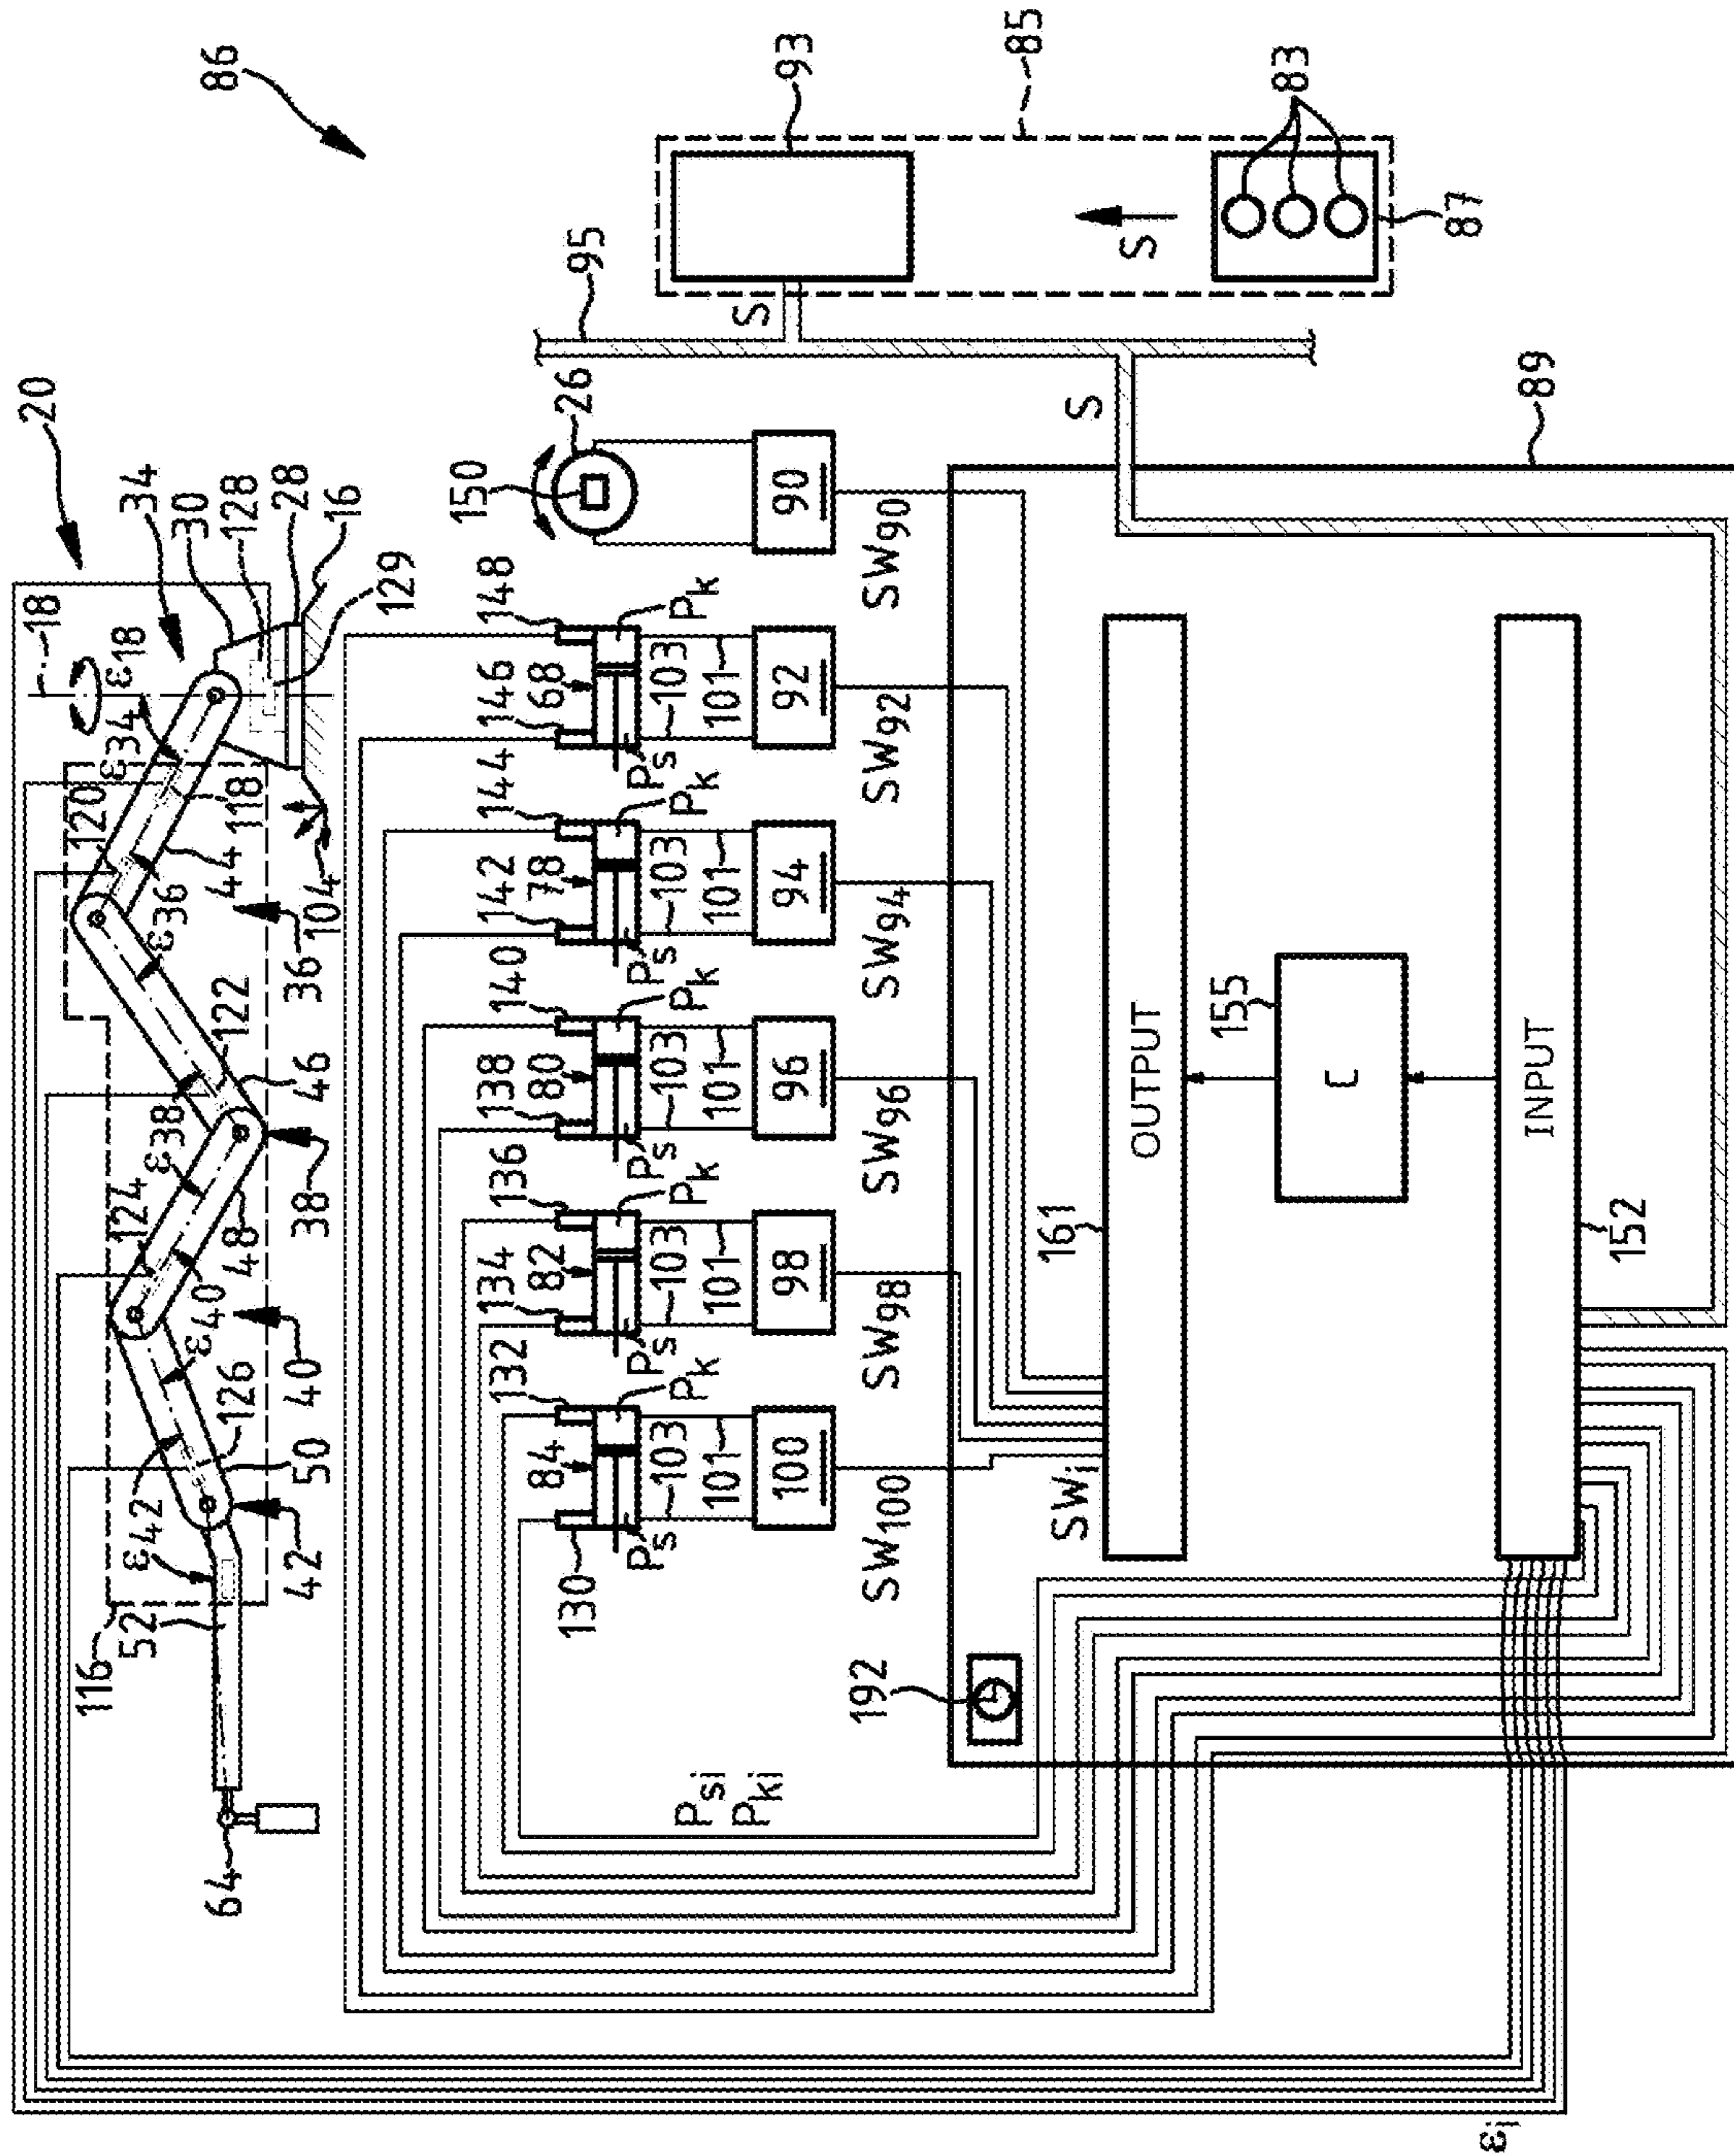 86
20
18
ε18
34
30
128
28
16
129
ε34
120
118
44
ε36
36
104
122
46
ε38
38
124
48
ε40
40
126
50
ε42
42
116
52
64
95
93
85
S
S
83
87
S
89
26
150
90
SW90
148
146
68
Pk
Ps
103
101
92
SW92
144
142
78
Pk
Ps
103
101
94
SW94
140
138
80
Pk
Ps
103
101
96
SW96
136
134
82
Pk
Ps
103
101
98
SW98
132
84
130
Pk
Ps
103
101
100
SW100
SWi
161
OUTPUT
155
C
INPUT
152
192
Psi
Pki
εi